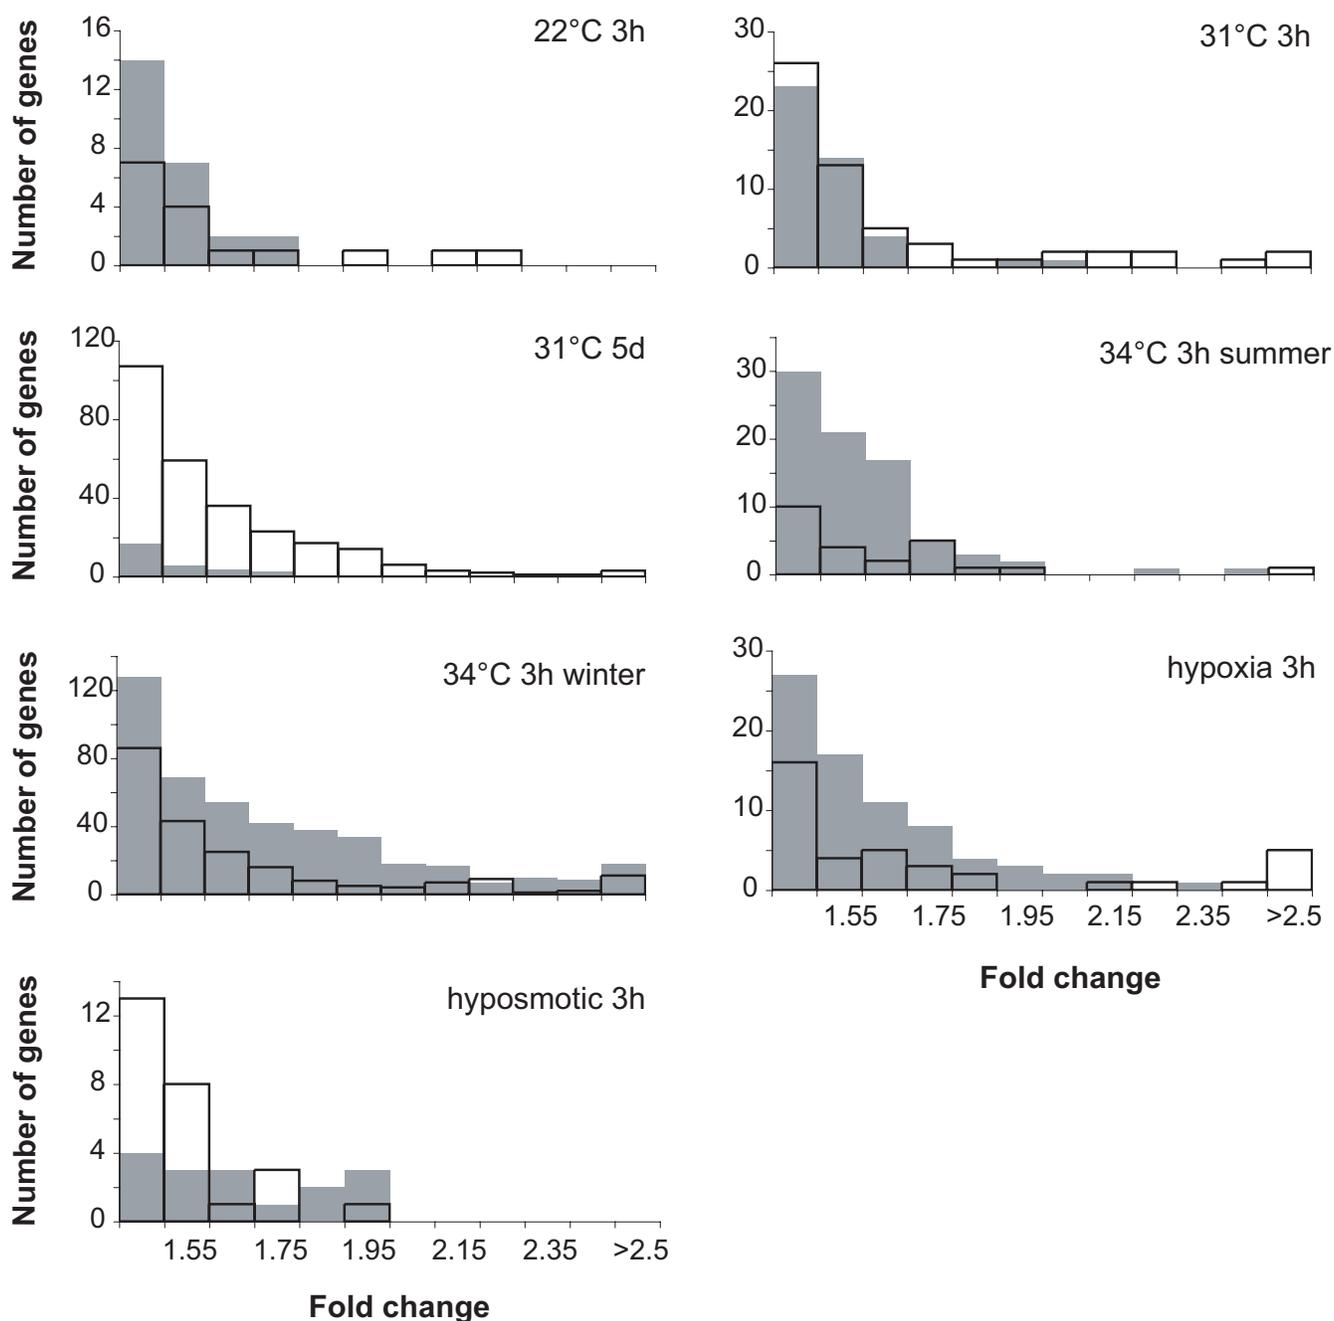 22°C 3h
Number of genes
16
12
8
4
0
31°C 3h
30
20
10
0
31°C 5d
Number of genes
120
80
40
0
34°C 3h summer
30
20
10
0
34°C 3h winter
Number of genes
120
80
40
0
hypoxia 3h
30
20
10
0
1.55 1.75 1.95 2.15 2.35 >2.5
Fold change
hyposmotic 3h
Number of genes
12
8
4
0
1.55 1.75 1.95 2.15 2.35 >2.5
Fold change